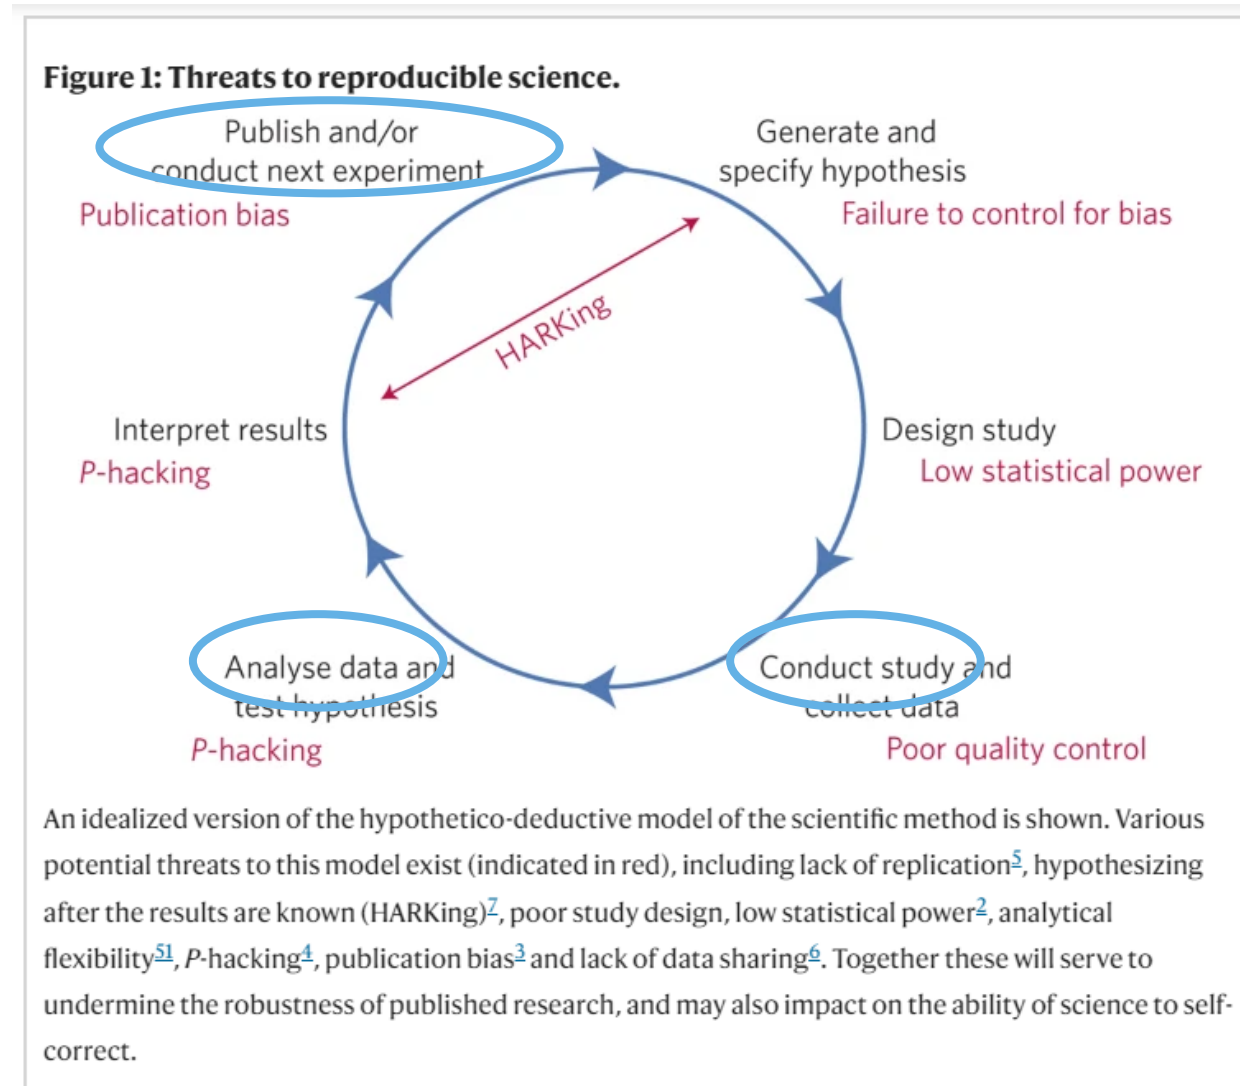 Figure 1: Threats to reproducible science.
Publish and/or
conduct next experiment
Publication bias
Generate and
specify hypothesis
Failure to control for bias
HARKing
Interpret results
P-hacking
Design study
Low statistical power
Analyse data and
test hypothesis
P-hacking
Conduct study and
collect data
Poor quality control
An idealized version of the hypothetico-deductive model of the scientific method is shown. Various
potential threats to this model exist (indicated in red), including lack of replication5, hypothesizing
after the results are known (HARKing)7, poor study design, low statistical power2, analytical
flexibility51, P-hacking4, publication bias3 and lack of data sharing6. Together these will serve to
undermine the robustness of published research, and may also impact on the ability of science to self-
correct.